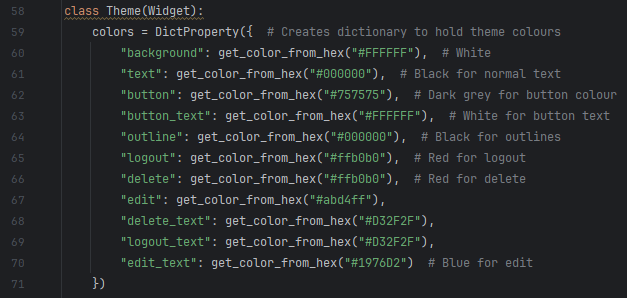 58 class Theme(Widget):
59 colors = DictProperty({ # Creates dictionary to hold theme colours
60 "background": get_color_from_hex("#FFFFFF"), # White
61 "text": get_color_from_hex("#000000"), # Black for normal text
62 "button": get_color_from_hex("#757575"), # Dark grey for button colour
63 "button_text": get_color_from_hex("#FFFFFF"), # White for button text
64 "outline": get_color_from_hex("#000000"), # Black for outlines
65 "logout": get_color_from_hex("#ffb0b0"), # Red for logout
66 "delete": get_color_from_hex("#ffb0b0"), # Red for delete
67 "edit": get_color_from_hex("#abd4ff"),
68 "delete_text": get_color_from_hex("#D32F2F"),
69 "logout_text": get_color_from_hex("#D32F2F"),
70 "edit_text": get_color_from_hex("#1976D2") # Blue for edit
71 })